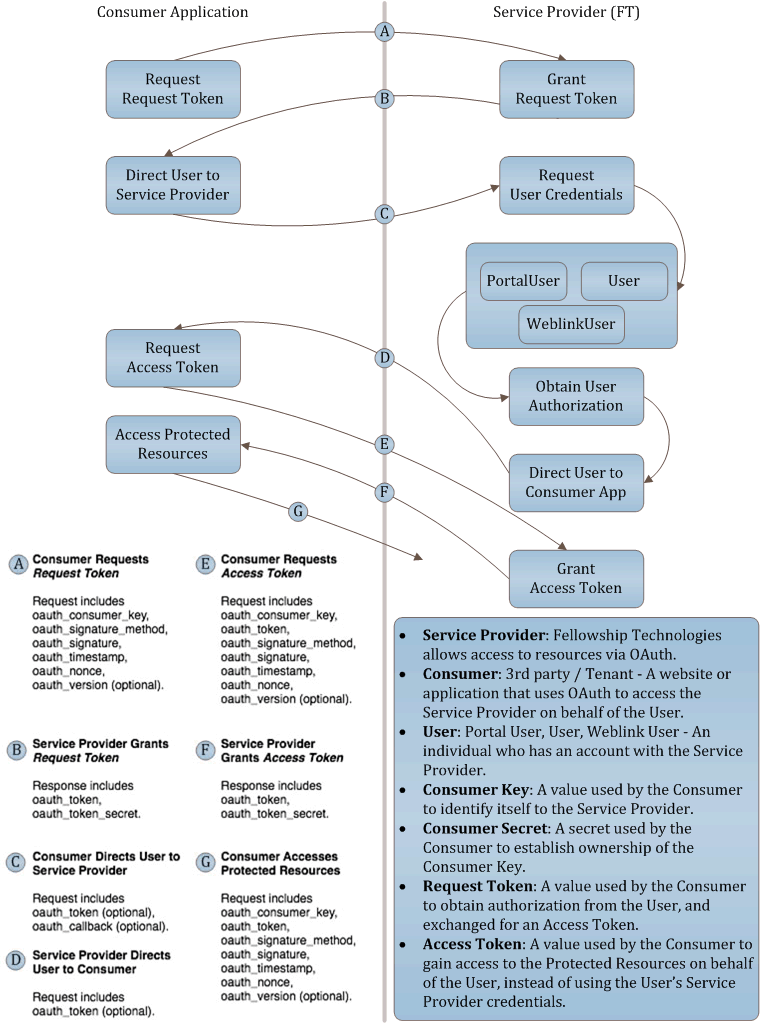 Consumer Application
Service Provider (FT)
A
Request
Request Token
Grant
Request Token
B
Direct User to
Service Provider
Request
User Credentials
C
PortalUser
User
WeblinkUser
Request
Access Token
D
Obtain User
Authorization
Access Protected
Resources
E
Direct User to
Consumer App
F
G
Grant
Access Token
A
Consumer Requests
Request Token
Request includes
oauth_consumer_key,
oauth_signature_method,
oauth_signature,
oauth_timestamp,
oauth_nonce,
oauth_version (optional).
B
Service Provider Grants
Request Token
Response includes
oauth_token,
oauth_token_secret.
C
Consumer Directs User to
Service Provider
Request includes
oauth_token (optional),
oauth_callback (optional).
D
Service Provider Directs
User to Consumer
Request includes
oauth_token (optional).
E
Consumer Requests
Access Token
Request includes
oauth_consumer_key,
oauth_token,
oauth_signature_method,
oauth_signature,
oauth_timestamp,
oauth_nonce,
oauth_version (optional).
F
Service Provider
Grants Access Token
Response includes
oauth_token,
oauth_token_secret.
G
Consumer Accesses
Protected Resources
Request includes
oauth_consumer_key,
oauth_token,
oauth_signature_method,
oauth_signature,
oauth_timestamp,
oauth_nonce,
oauth_version (optional).
• Service Provider: Fellowship Technologies
allows access to resources via OAuth.
• Consumer: 3rd party / Tenant - A website or
application that uses OAuth to access the
Service Provider on behalf of the User.
• User: Portal User, User, Weblink User - An
individual who has an account with the Service
Provider.
• Consumer Key: A value used by the Consumer
to identify itself to the Service Provider.
• Consumer Secret: A secret used by the
Consumer to establish ownership of the
Consumer Key.
• Request Token: A value used by the Consumer
to obtain authorization from the User, and
exchanged for an Access Token.
• Access Token: A value used by the Consumer to
gain access to the Protected Resources on behalf
of the User, instead of using the User's Service
Provider credentials.